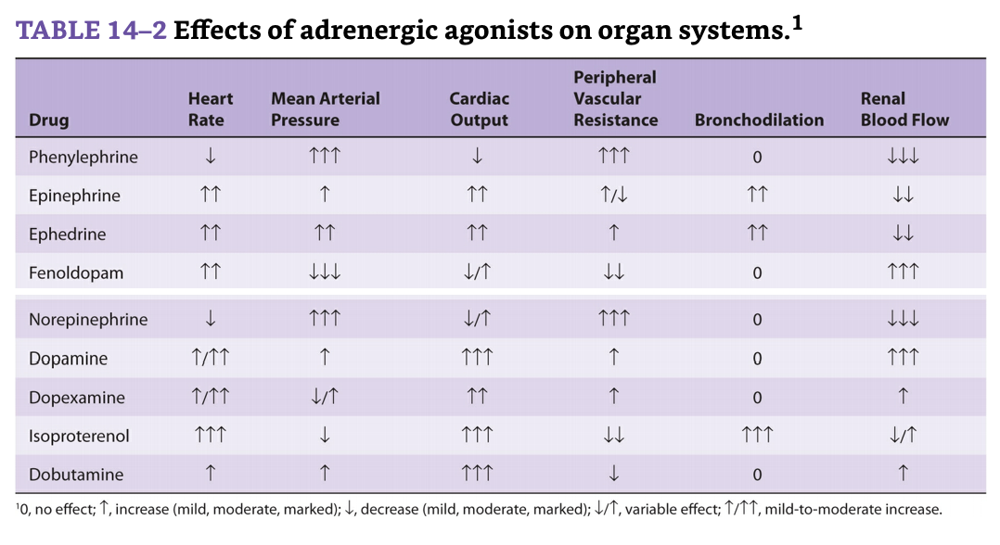 TABLE 14–2 Effects of adrenergic agonists on organ systems.¹
Drug Heart Rate Mean Arterial Pressure Cardiac Output Peripheral Vascular Resistance Bronchodilation Renal Blood Flow
Phenylephrine ↓ ↑↑↑ ↓ ↑↑↑ 0 ↓↓↓
Epinephrine ↑↑ ↑ ↑↑ ↑/↓ ↑↑ ↓↓
Ephedrine ↑↑ ↑↑ ↑↑ ↑ ↑↑ ↓↓
Fenoldopam ↑↑ ↓↓↓ ↓/↑ ↓↓ 0 ↑↑↑
Norepinephrine ↓ ↑↑↑ ↓/↑ ↑↑↑ 0 ↓↓↓
Dopamine ↑/↑↑ ↑ ↑↑↑ ↑ 0 ↑↑↑
Dopexamine ↑/↑↑ ↓/↑ ↑↑ ↑ 0 ↑
Isoproterenol ↑↑↑ ↓ ↑↑↑ ↓↓ ↑↑↑ ↓/↑
Dobutamine ↑ ↑ ↑↑↑ ↓ 0 ↑
¹0, no effect; ↑, increase (mild, moderate, marked); ↓, decrease (mild, moderate, marked); ↓/↑, variable effect; ↑/↑↑, mild-to-moderate increase.